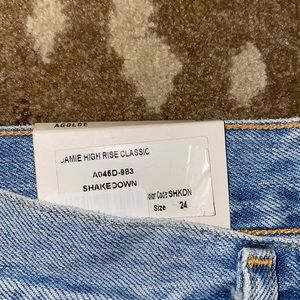 AGOLDE
JAMIE HIGH RISE CLASSIC
A045D-983
SHAKEDOWN
olor Code: SHKDN
Size 24